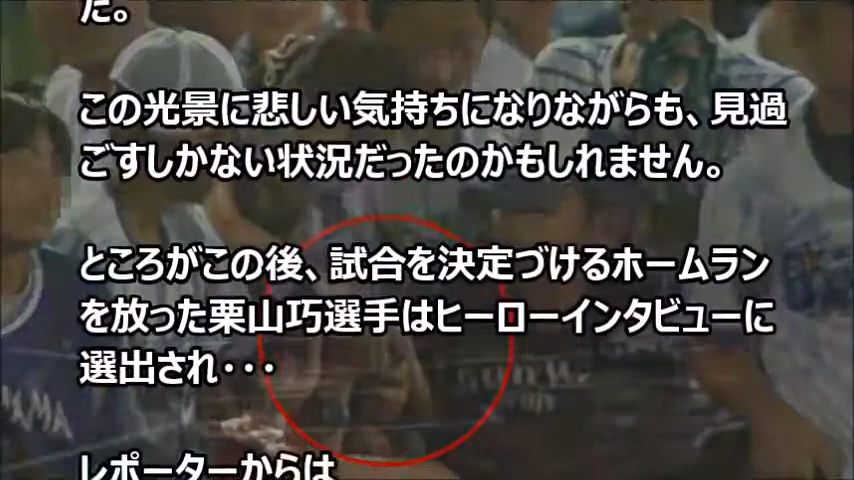 た。
この光景に悲しい気持ちになりながらも、見過
ごすしかない状況だったのかもしれません。
ところがこの後、試合を決定づけるホームラン
を放った栗山巧選手はヒーローインタビューに
選出され・・・
レポーターからは